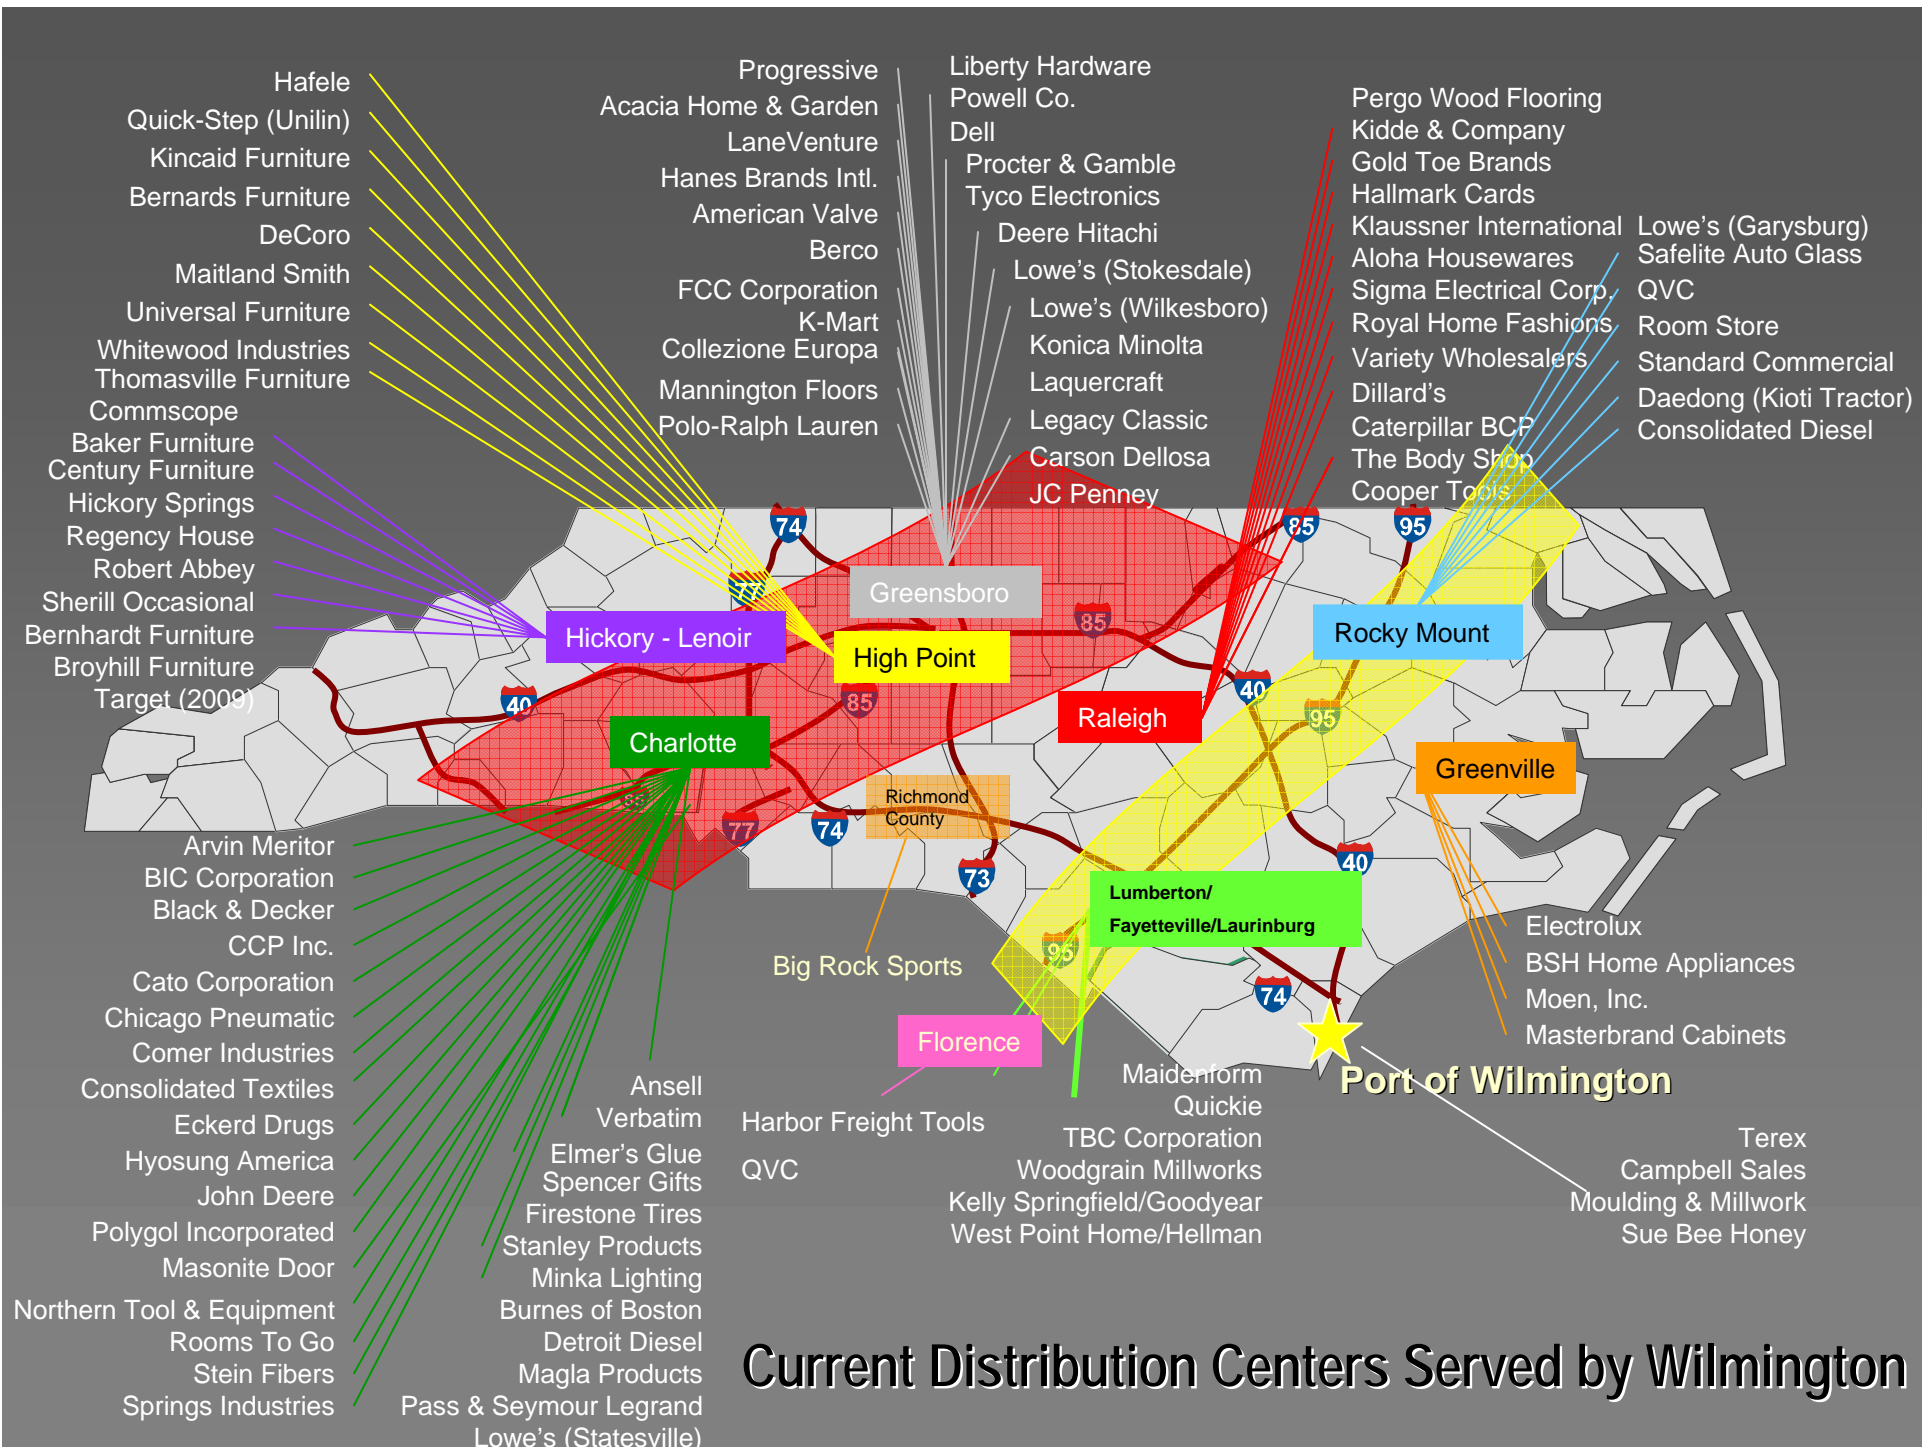 Hafele
Quick-Step (Unilin)
Kincaid Furniture
Bernards Furniture
DeCoro
Maitland Smith
Universal Furniture
Whitewood Industries
Thomasville Furniture
Commscope
Baker Furniture
Century Furniture
Hickory Springs
Regency House
Robert Abbey
Sherill Occasional
Bernhardt Furniture
Broyhill Furniture
Target (2009)
Progressive
Acacia Home & Garden
LaneVenture
Hanes Brands Intl.
American Valve
Berco
FCC Corporation
K-Mart
Collezione Europa
Mannington Floors
Polo-Ralph Lauren
Liberty Hardware
Powell Co.
Dell
Procter & Gamble
Tyco Electronics
Deere Hitachi
Lowe's (Stokesdale)
Lowe's (Wilkesboro)
Konica Minolta
Laquercraft
Legacy Classic
Carson Dellosa
JC Penney
Pergo Wood Flooring
Kidde & Company
Gold Toe Brands
Hallmark Cards
Klaussner International
Aloha Housewares
Sigma Electrical Corp.
Royal Home Fashions
Variety Wholesalers
Dillard's
Caterpillar BCP
The Body Shop
Cooper Tools
Lowe's (Garysburg)
Safelite Auto Glass
QVC
Room Store
Standard Commercial
Daedong (Kioti Tractor)
Consolidated Diesel
74
85
95
77
Greensboro
85
Hickory - Lenoir
High Point
Rocky Mount
40
85
40
95
Raleigh
Charlotte
Greenville
85
77
74
Richmond
County
73
40
Lumberton/
Fayetteville/Laurinburg
95
74
Big Rock Sports
Florence
Port of Wilmington
Arvin Meritor
BIC Corporation
Black & Decker
CCP Inc.
Cato Corporation
Chicago Pneumatic
Comer Industries
Consolidated Textiles
Eckerd Drugs
Hyosung America
John Deere
Polygol Incorporated
Masonite Door
Northern Tool & Equipment
Rooms To Go
Stein Fibers
Springs Industries
Ansell
Verbatim
Elmer's Glue
Spencer Gifts
Firestone Tires
Stanley Products
Minka Lighting
Burnes of Boston
Detroit Diesel
Magla Products
Pass & Seymour Legrand
Lowe's (Statesville)
Harbor Freight Tools
QVC
Maidenform
Quickie
TBC Corporation
Woodgrain Millworks
Kelly Springfield/Goodyear
West Point Home/Hellman
Electrolux
BSH Home Appliances
Moen, Inc.
Masterbrand Cabinets
Terex
Campbell Sales
Moulding & Millwork
Sue Bee Honey
Current Distribution Centers Served by Wilmington